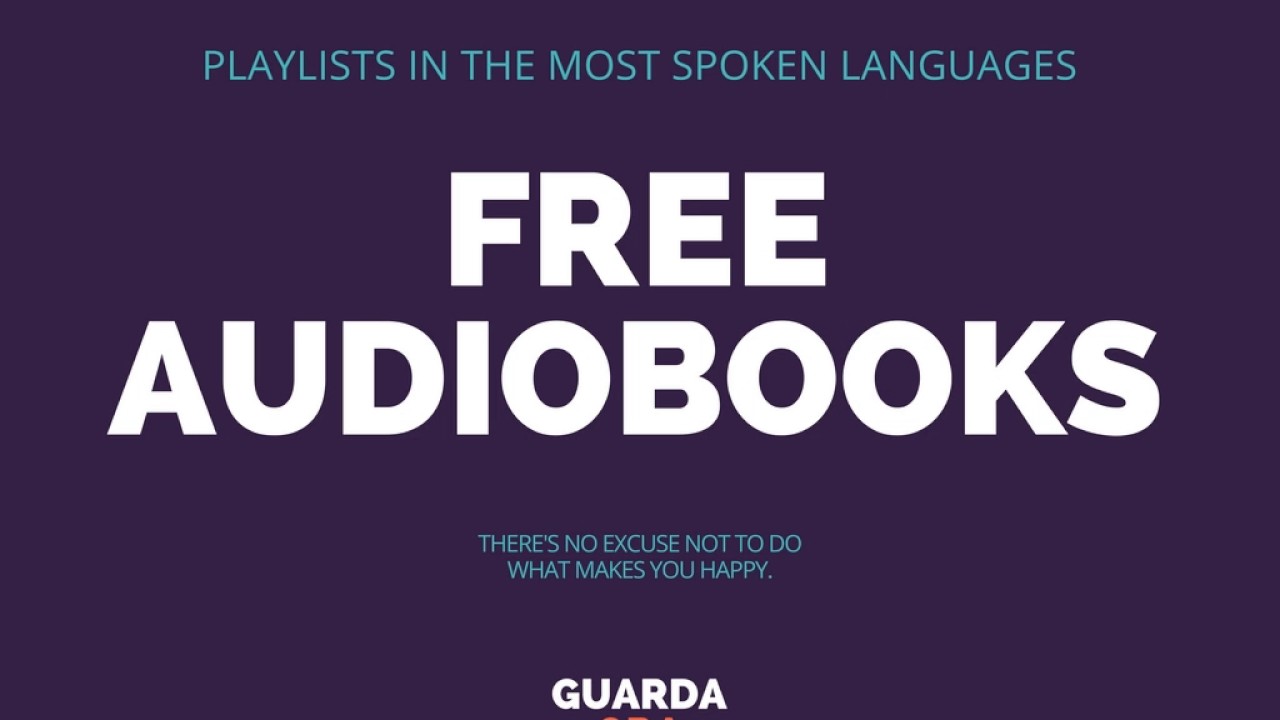 PLAYLISTS IN THE MOST SPOKEN LANGUAGES
FREE
AUDIOBOOKS
THERE'S NO EXCUSE NOT TO DO
WHAT MAKES YOU HAPPY.
GUARDA